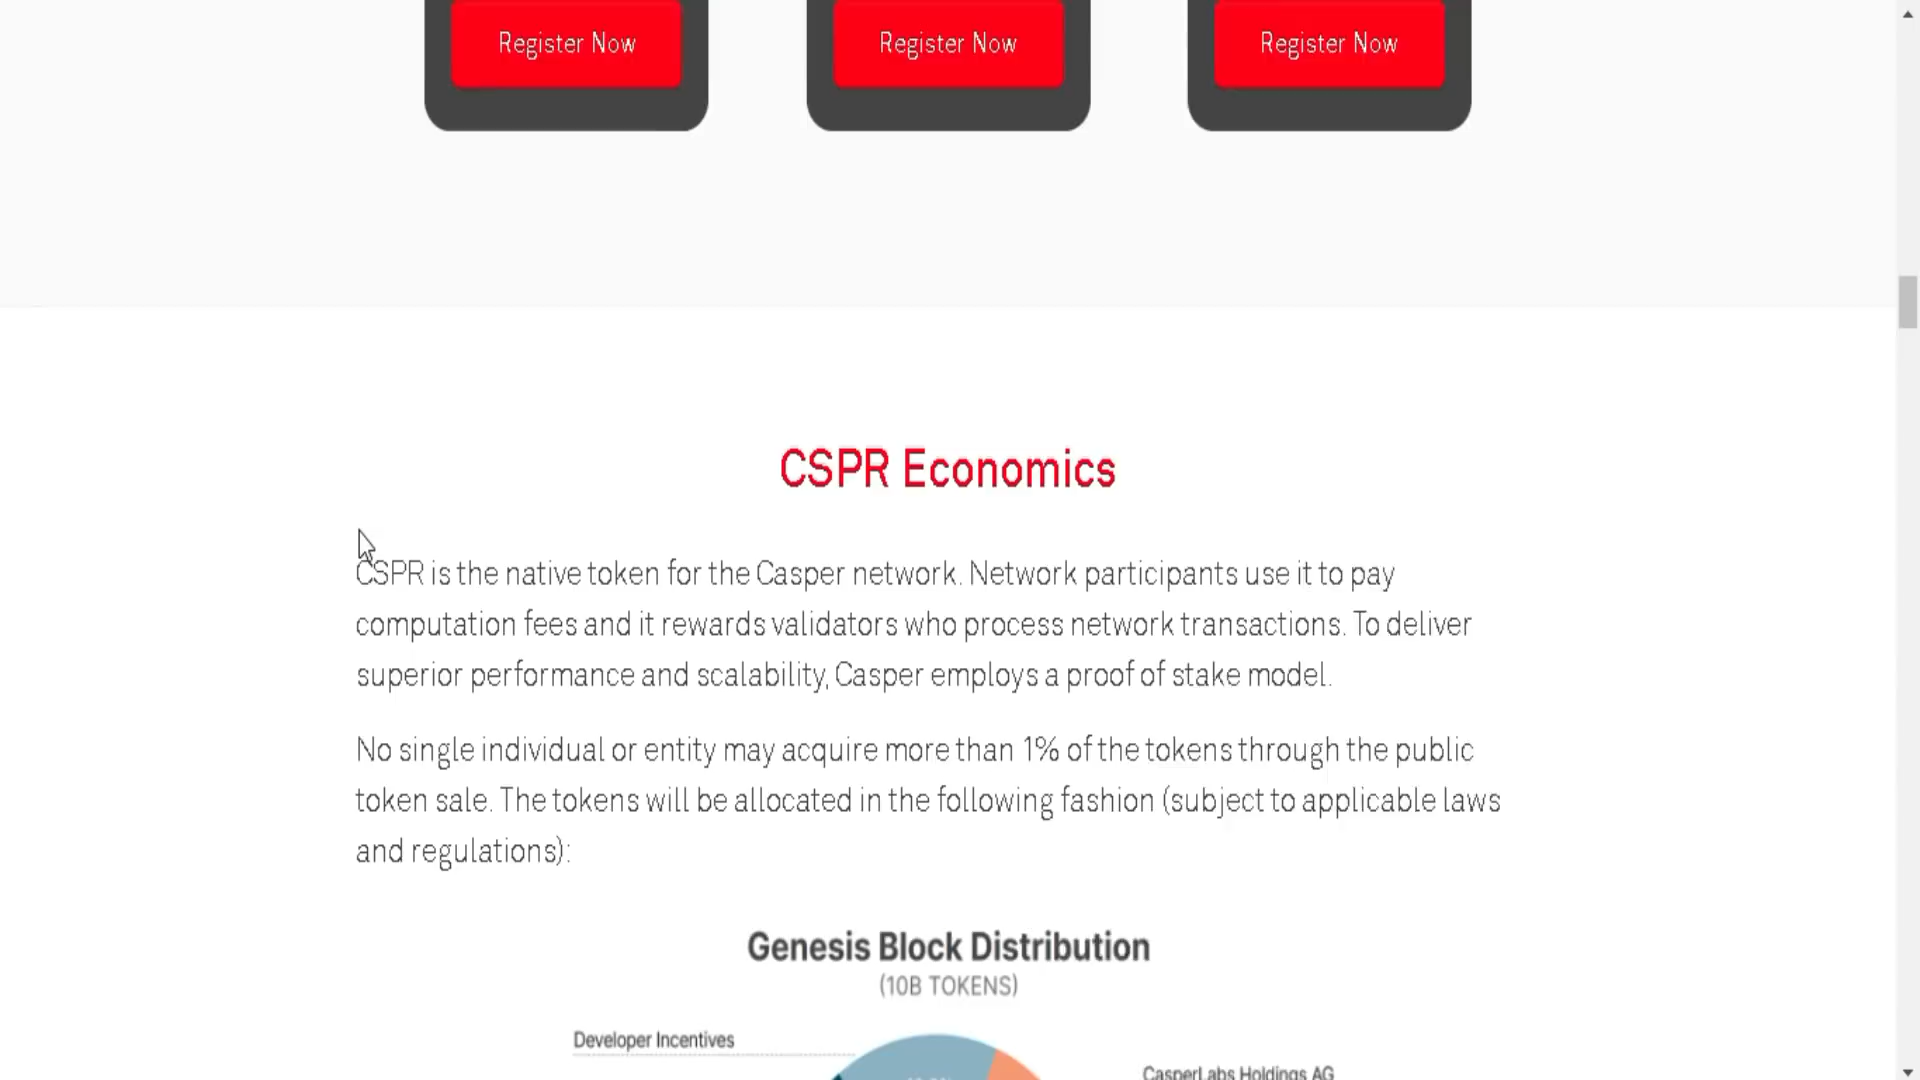 Register Now Register Now Register Now
CSPR Economics
CSPR is the native token for the Casper network. Network participants use it to pay
computation fees and it rewards validators who process network transactions. To deliver
superior performance and scalability, Casper employs a proof of stake model.
No single individual or entity may acquire more than 1% of the tokens through the public
token sale. The tokens will be allocated in the following fashion (subject to applicable laws
and regulations):
Genesis Block Distribution
(10B TOKENS)
Developer Incentives
CasperLabs Holdings AG